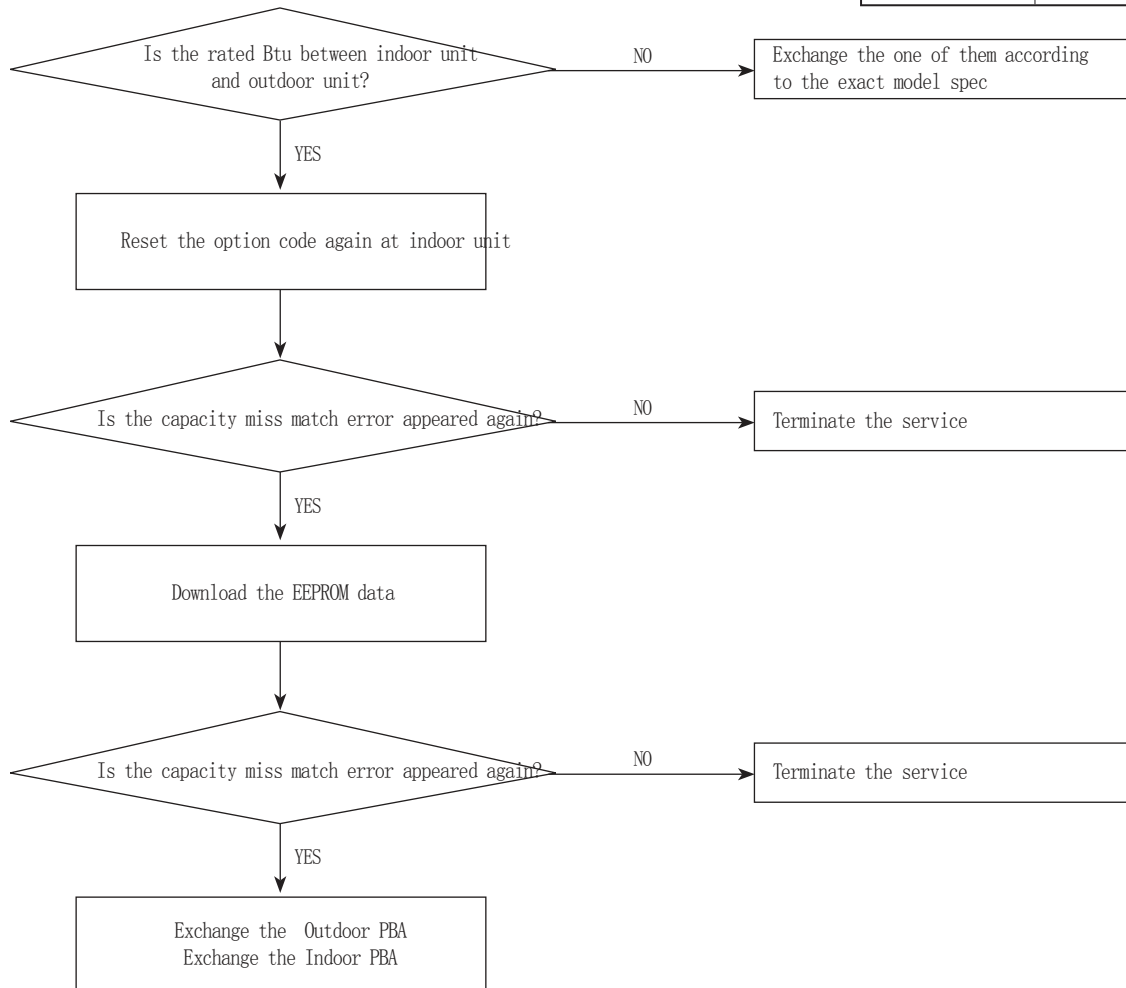 Is the rated Btu between indoor unit
and outdoor unit?
NO
Exchange the one of them according
to the exact model spec
YES
Reset the option code again at indoor unit
Is the capacity miss match error appeared again?
NO
Terminate the service
YES
Download the EEPROM data
Is the capacity miss match error appeared again?
NO
Terminate the service
YES
Exchange the Outdoor PBA
Exchange the Indoor PBA